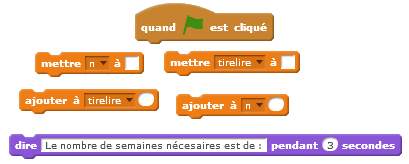 quand est cliqué
mettre n à
mettre tirelire à
ajouter à tirelire
ajouter à n
dire Le nombre de semaines nécesaires est de : pendant 3 secondes